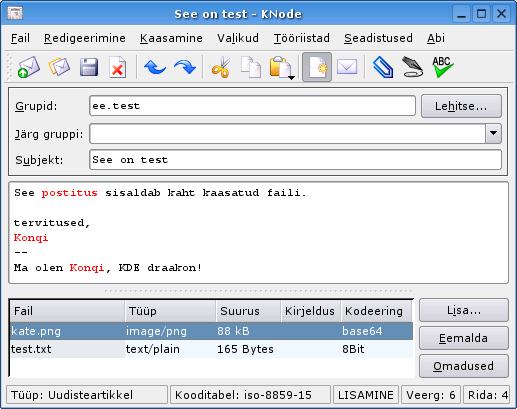 See on test - KNode
Fail Redigeerimine Kaasamine Valikud Tööriistad Seadistused Abi
ABC
Grupid: ee.test Lehitse...
Järg gruppi:
Subjekt: See on test
See postitus sisaldab kaht kaasatud faili.
tervitused,
Konqi
--
Ma olen Konqi, KDE draakon!
Fail Tüüp Suurus Kirjeldus Kodeering Lisa...
kate.png image/png 88 kB base64
test.txt text/plain 165 Bytes 8Bit
Eemalda
Omadused
Tüüp: Uudisteartikkel Kooditabel: iso-8859-15 LISAMINE Veerg: 6 Rida: 4